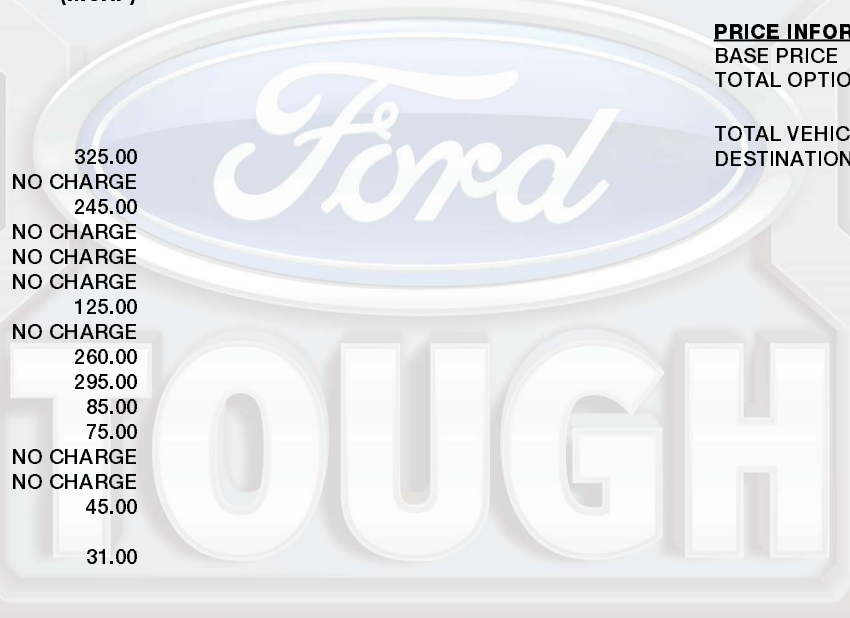 PRICE INFOR
BASE PRICE
TOTAL OPTIO
TOTAL VEHIC
DESTINATION
325.00
NO CHARGE
245.00
NO CHARGE
NO CHARGE
NO CHARGE
125.00
NO CHARGE
260.00
295.00
85.00
75.00
NO CHARGE
NO CHARGE
45.00
31.00
Ford
TOUGH